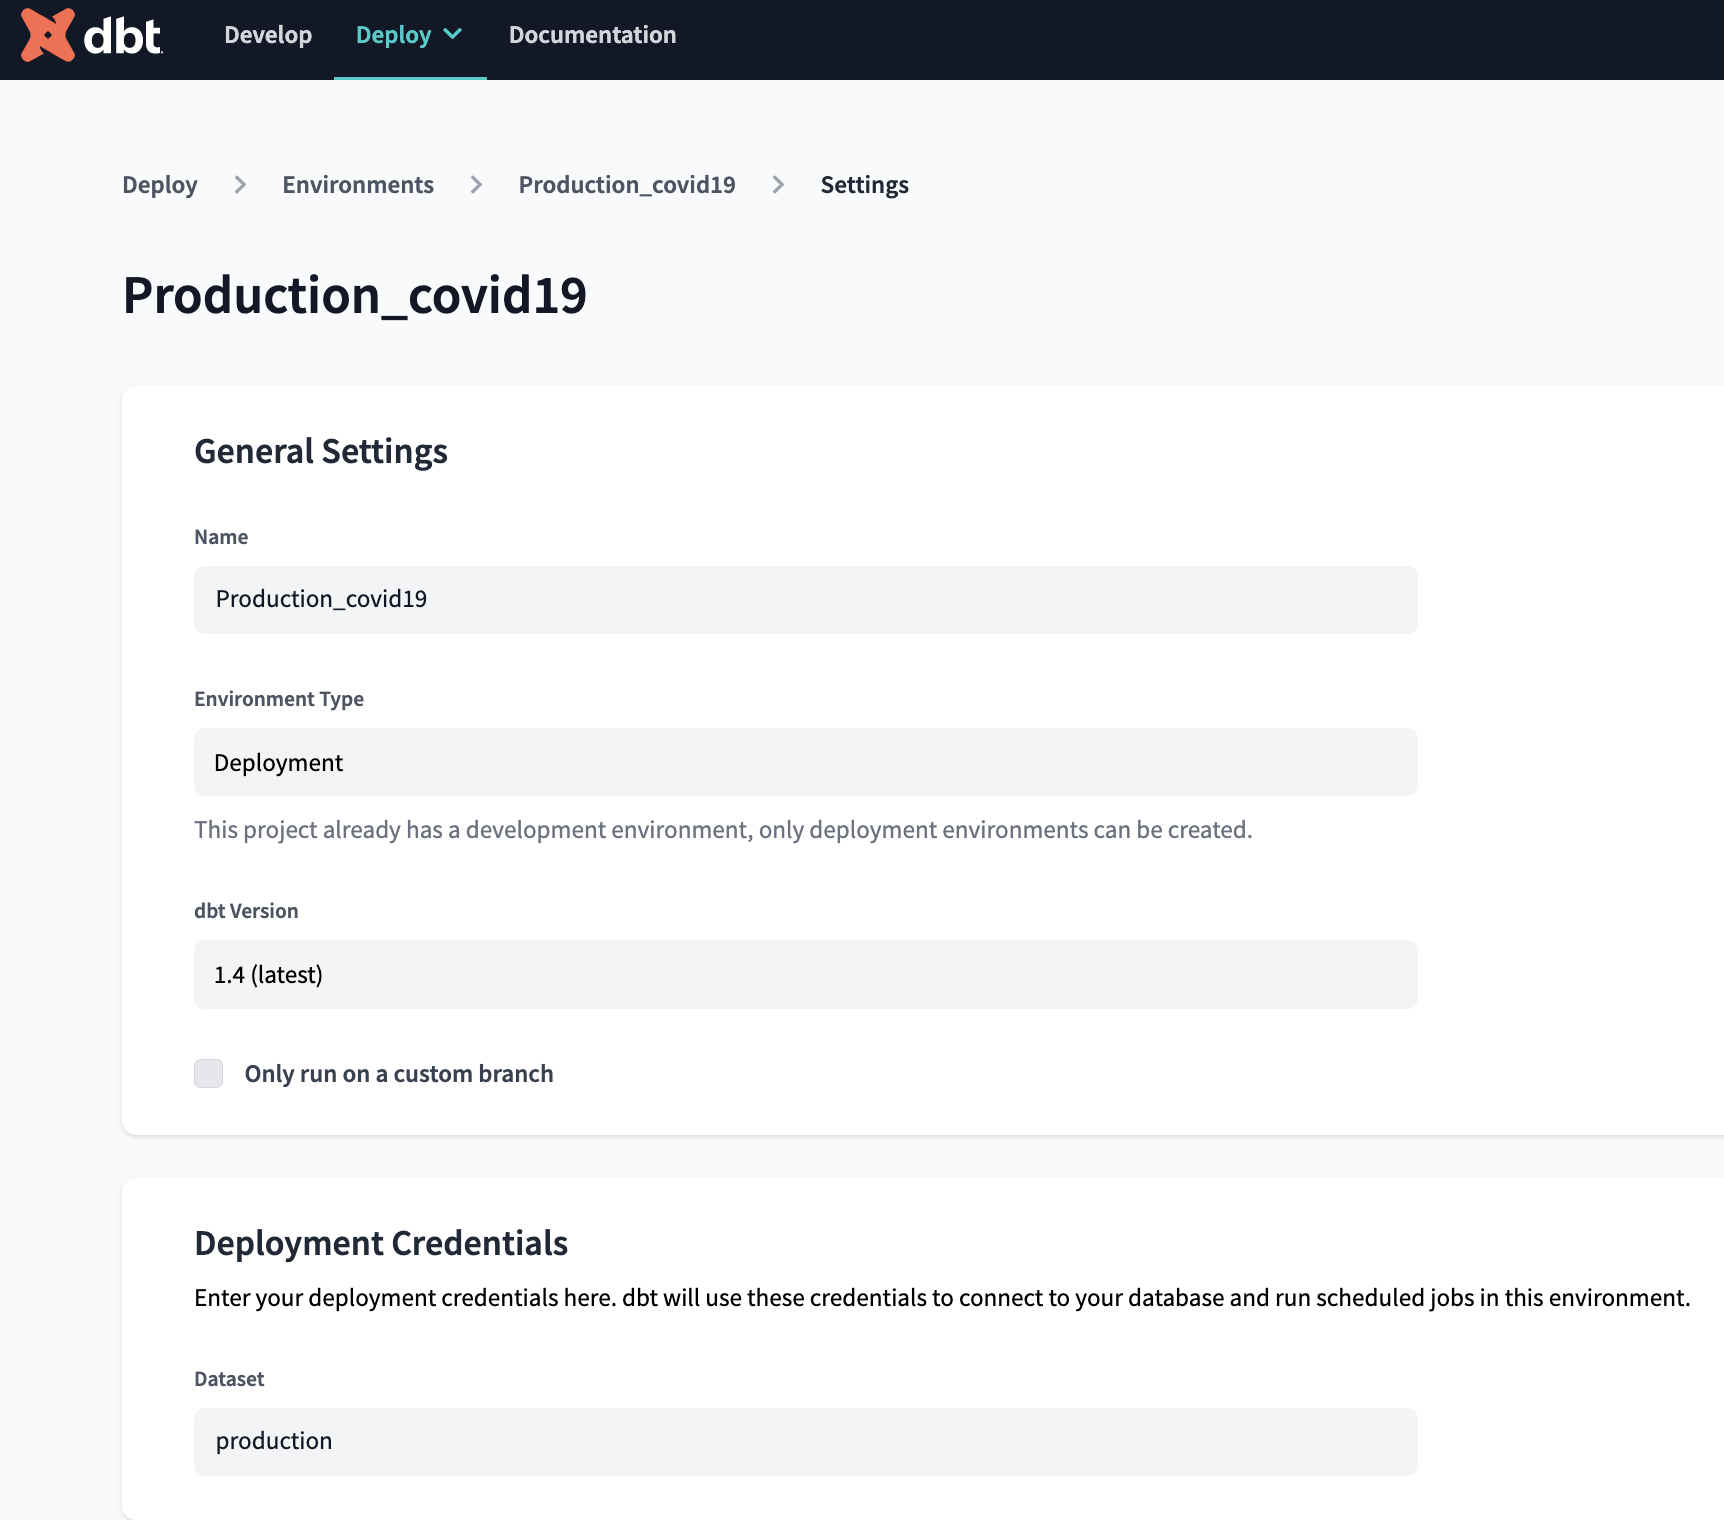 dbt
Develop Deploy Documentation
Deploy Environments Production_covid19 Settings
Production_covid19
General Settings
Name
Production_covid19
Environment Type
Deployment
This project already has a development environment, only deployment environments can be created.
dbt Version
1.4 (latest)
Only run on a custom branch
Deployment Credentials
Enter your deployment credentials here. dbt will use these credentials to connect to your database and run scheduled jobs in this environment.
Dataset
production